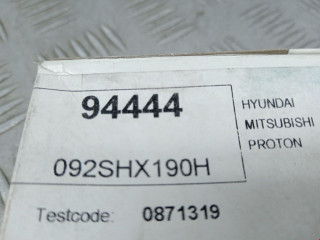 94444
092SHX190H
HYUNDAI
MITSUBISHI
PROTON
Testcode: 0871319